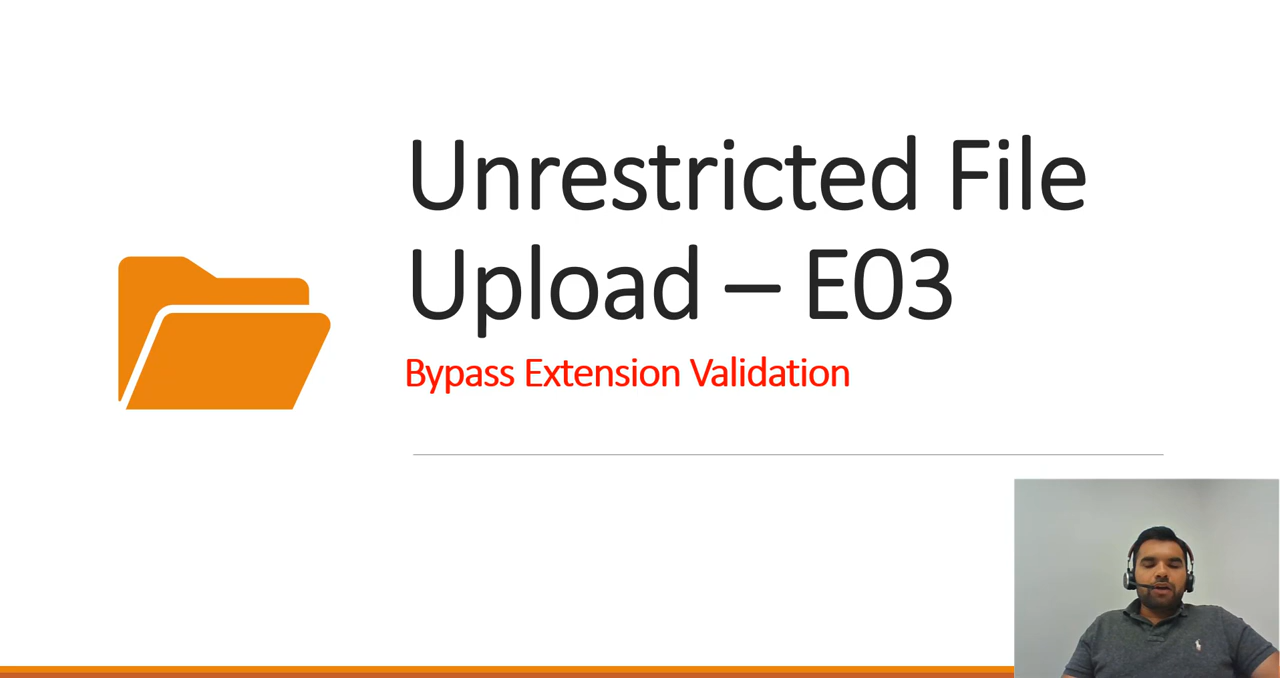 Unrestricted File
Upload – E03
Bypass Extension Validation